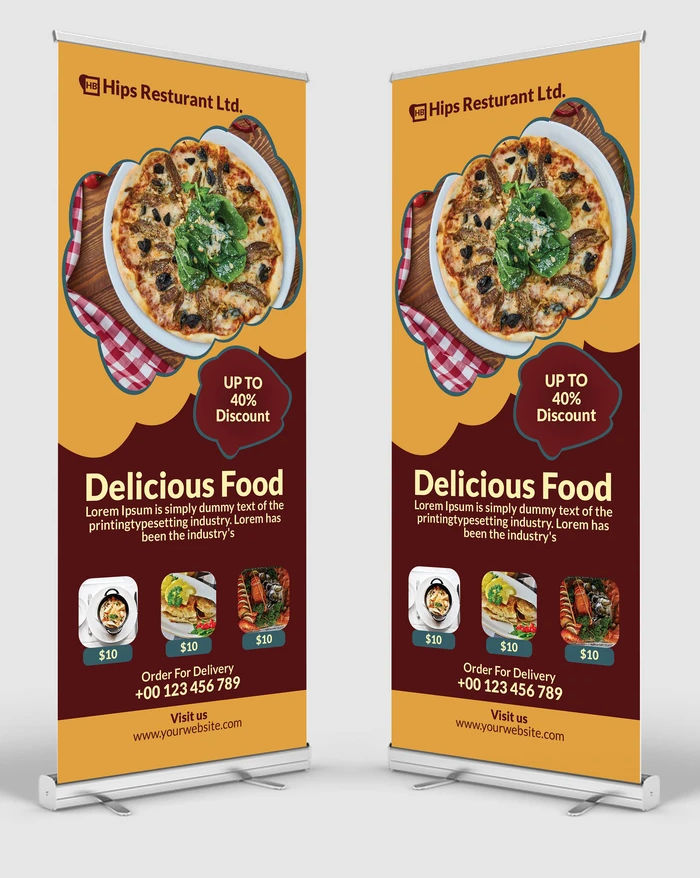 HB Hips Resturant Ltd.
UP TO
40%
Discount
Delicious Food
Lorem Ipsum is simply dummy text of the
printingtypesetting industry. Lorem has
been the industry's
$10
$10
$10
Order For Delivery
+00 123 456 789
Visit us
www.yourwebsite.com
HB Hips Resturant Ltd.
UP TO
40%
Discount
Delicious Food
Lorem Ipsum is simply dummy text of the
printingtypesetting industry. Lorem has
been the industry's
$10
$10
$10
Order For Delivery
+00 123 456 789
Visit us
www.yourwebsite.com